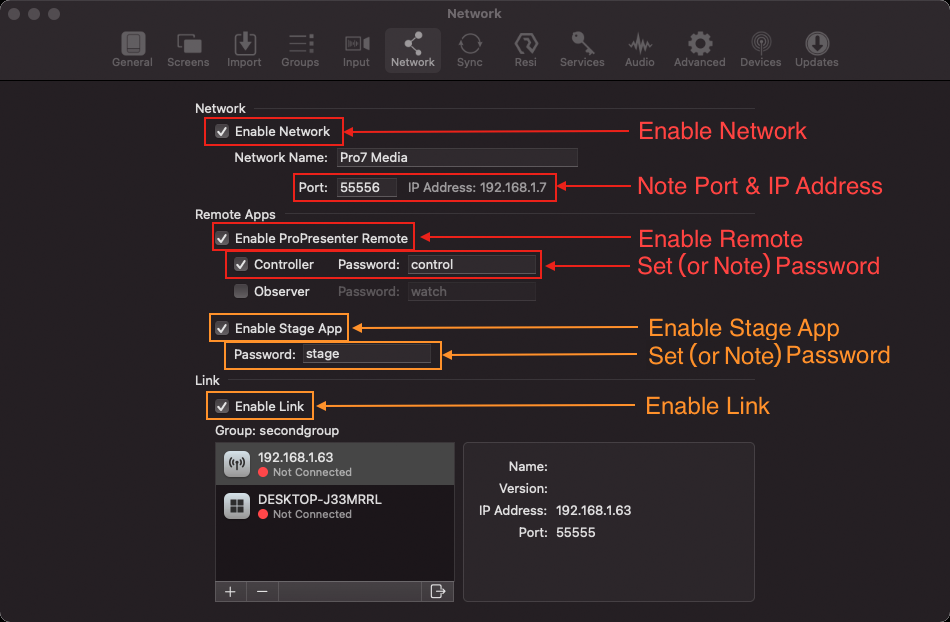 Network
General Screens Import Groups Input Network Sync Resi Services Audio Advanced Devices Updates
Network
Enable Network
Enable Network
Network Name: Pro7 Media
Port: 55556 IP Address: 192.168.1.7
Note Port & IP Address
Remote Apps
Enable ProPresenter Remote
Enable Remote
Controller Password: control
Set (or Note) Password
Observer Password: watch
Enable Stage App
Enable Stage App
Password: stage
Set (or Note) Password
Link
Enable Link
Enable Link
Group: secondgroup
192.168.1.63
Not Connected
DESKTOP-J33MRRL
Not Connected
Name:
Version:
IP Address: 192.168.1.63
Port: 55555